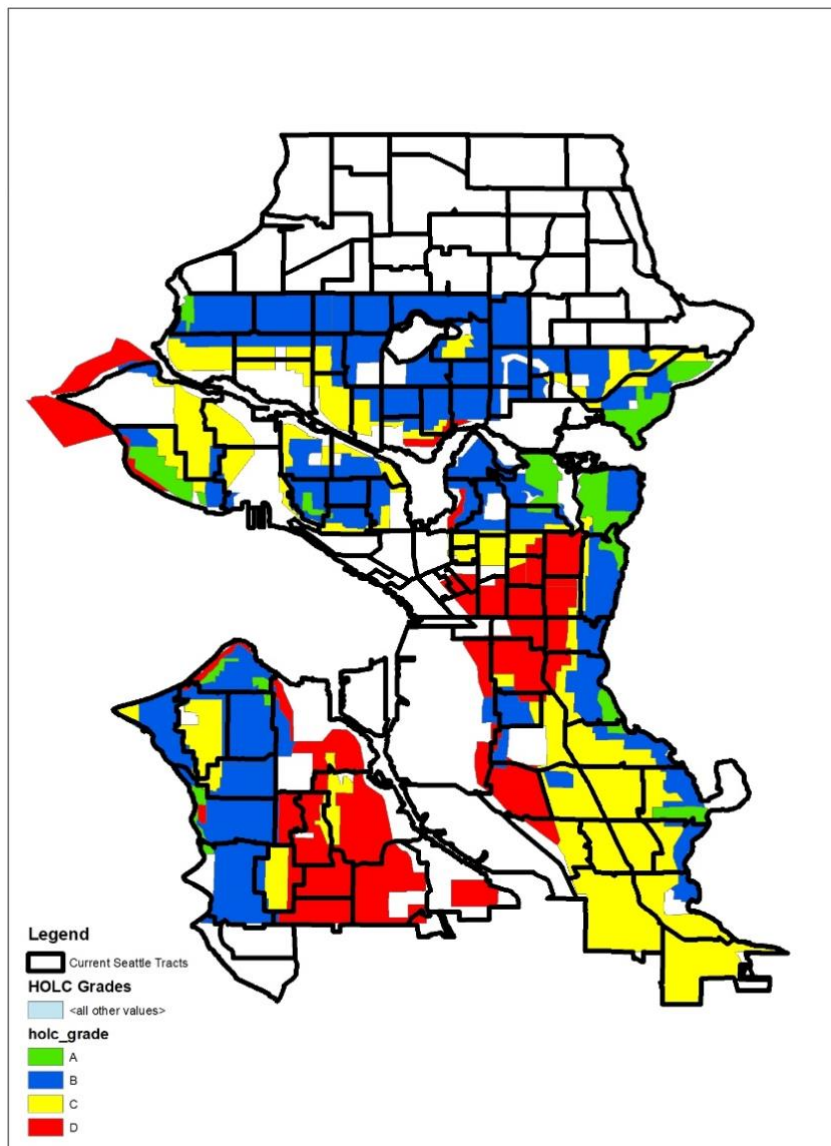 Legend
Current Seattle Tracts
HOLC Grades
<all other values>
holc_grade
A
B
C
D